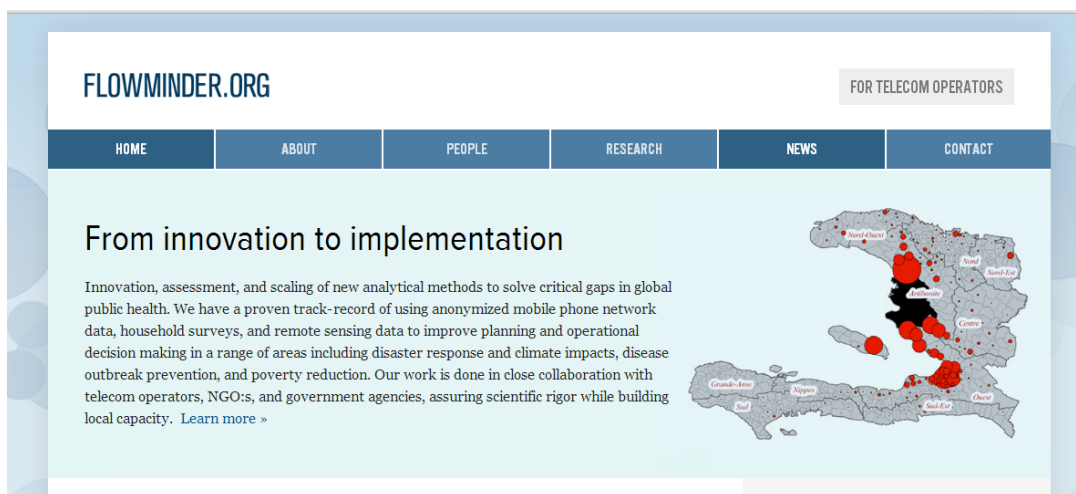 FLOWMINDER.ORG
FOR TELECOM OPERATORS
HOME
ABOUT
PEOPLE
RESEARCH
NEWS
CONTACT
From innovation to implementation
Innovation, assessment, and scaling of new analytical methods to solve critical gaps in global
public health. We have a proven track-record of using anonymized mobile phone network
data, household surveys, and remote sensing data to improve planning and operational
decision making in a range of areas including disaster response and climate impacts, disease
outbreak prevention, and poverty reduction. Our work is done in close collaboration with
telecom operators, NGO:s, and government agencies, assuring scientific rigor while building
local capacity. Learn more »
Nord-Ouest
Nord
Nord-Est
Artibonite
Centre
Grande-Anse
Nippes
Ouest
Sud
Sud-Est